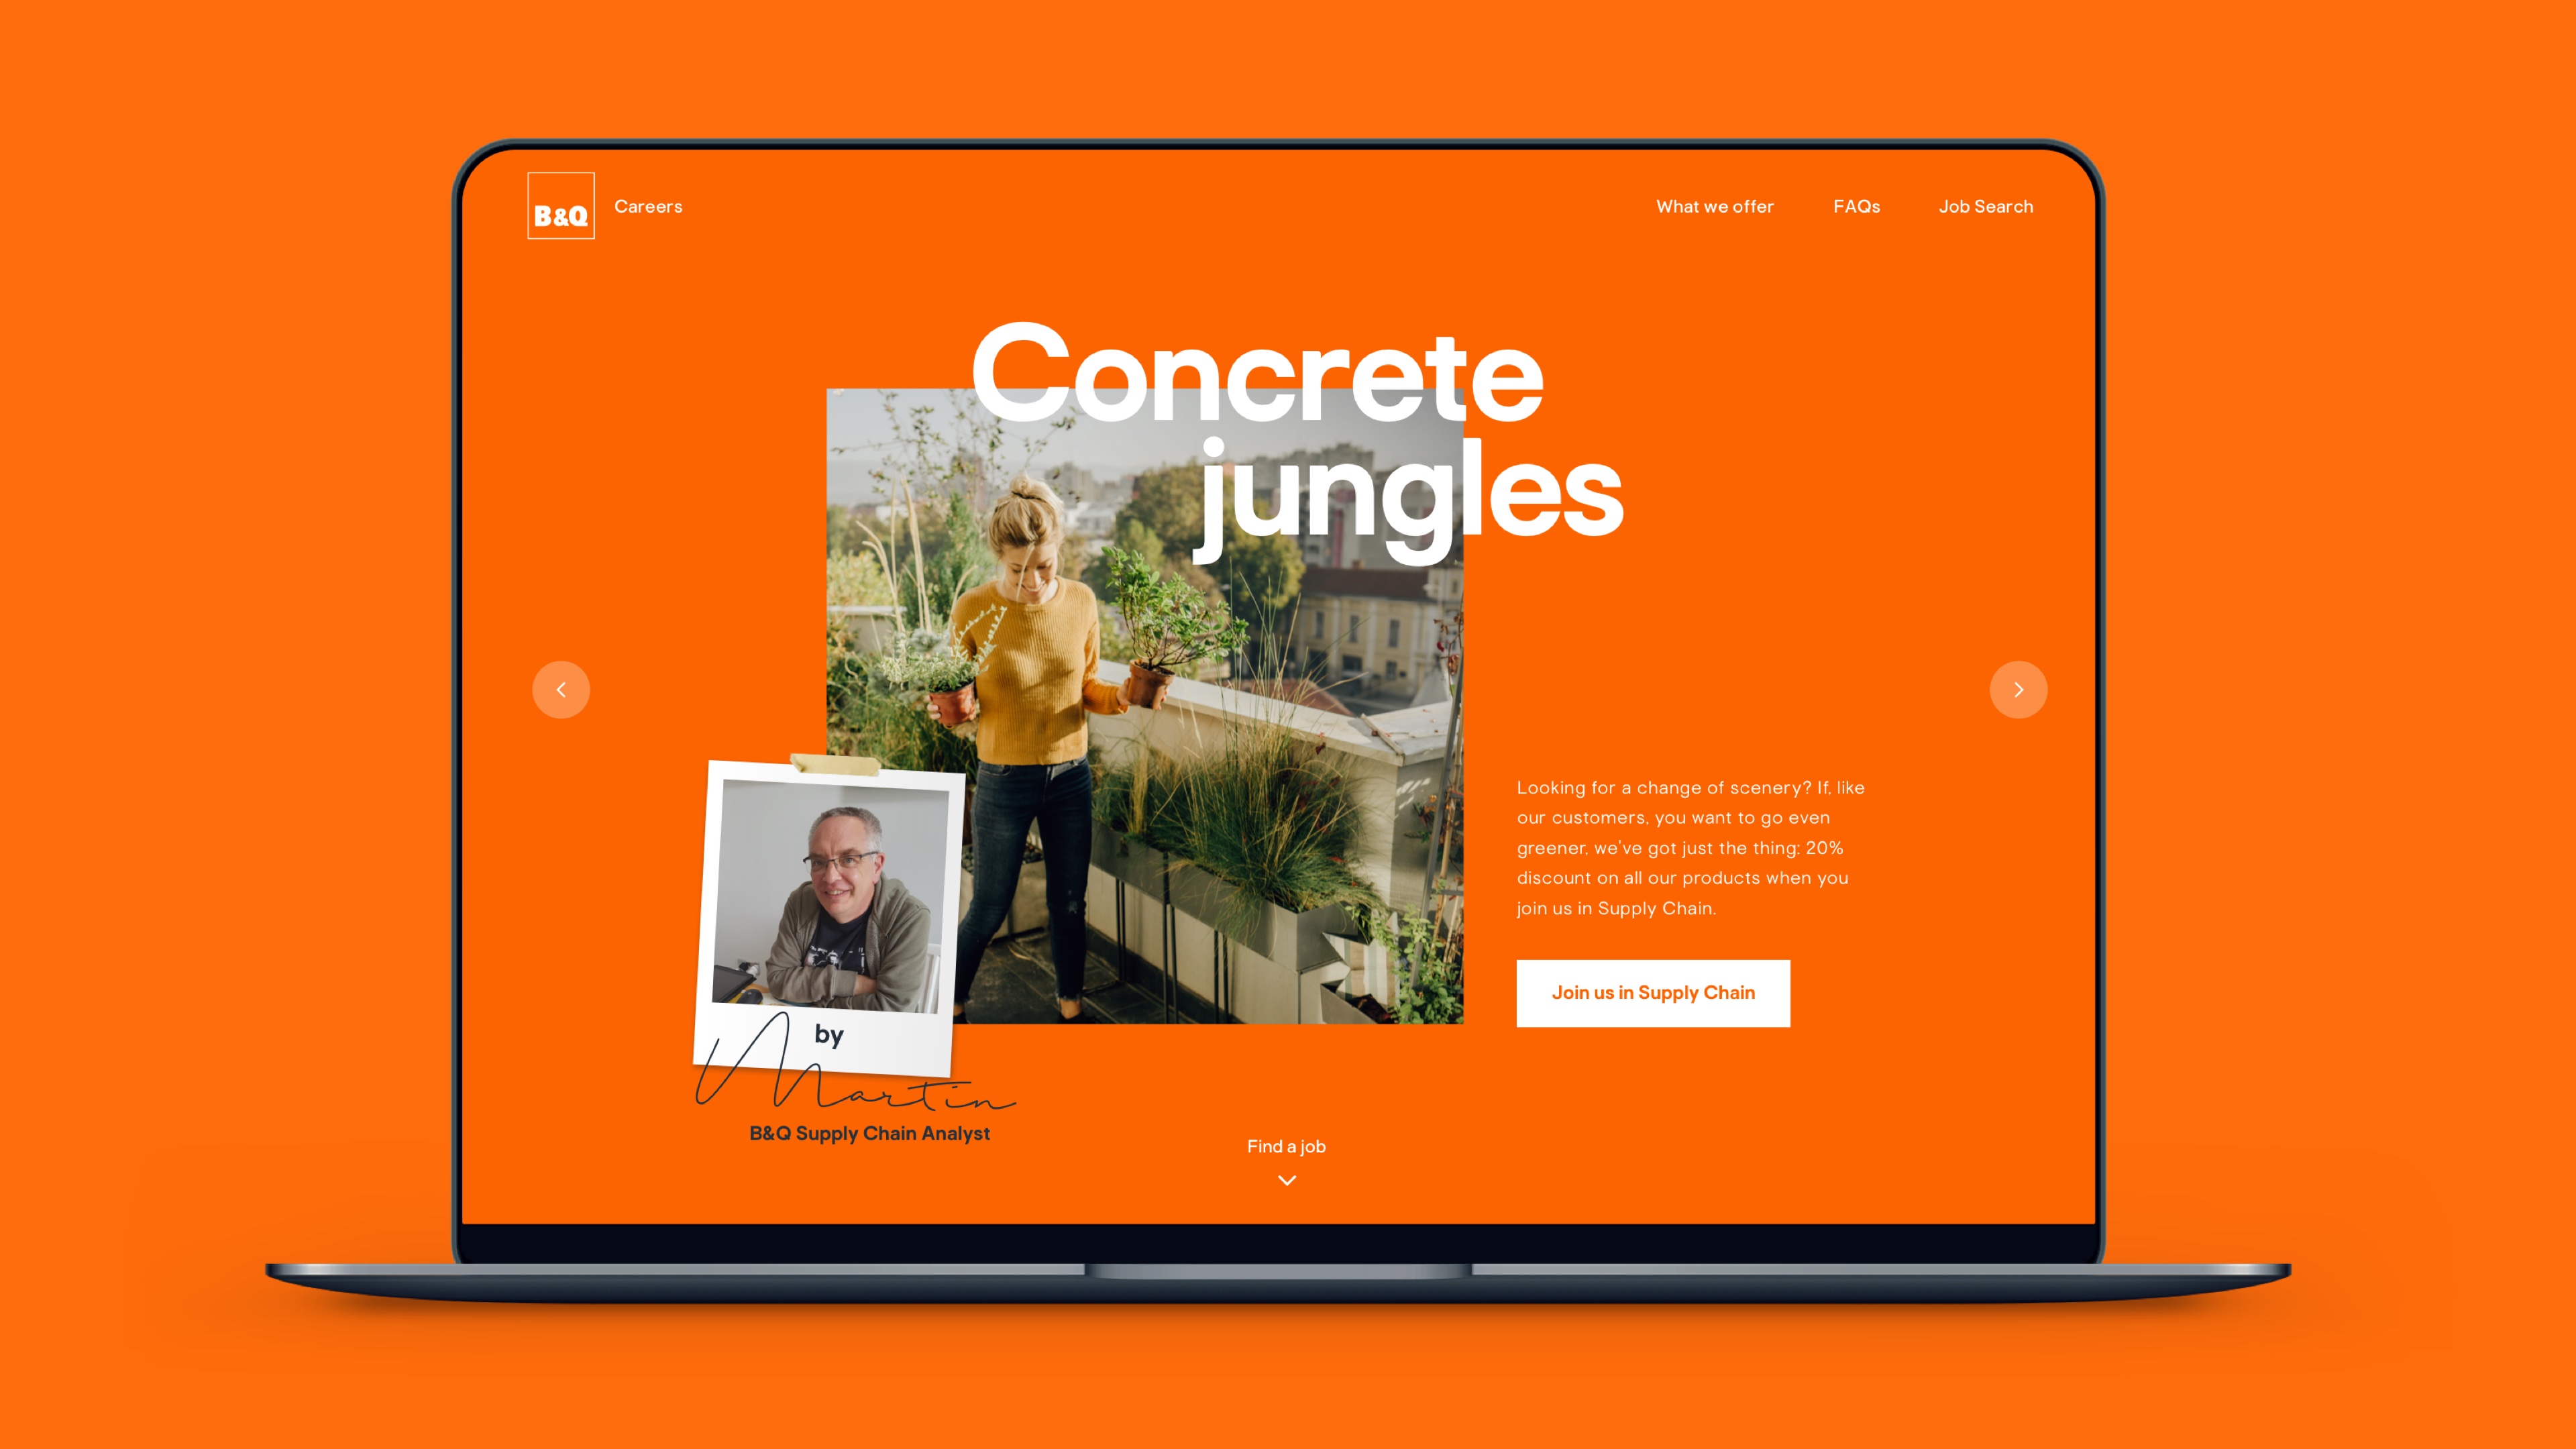 B&Q
Careers
What we offer
FAQs
Job Search
Concrete
jungles
Looking for a change of scenery? If, like
our customers, you want to go even
greener, we've got just the thing: 20%
discount on all our products when you
join us in Supply Chain.
Join us in Supply Chain
by
Martin
B&Q Supply Chain Analyst
Find a job